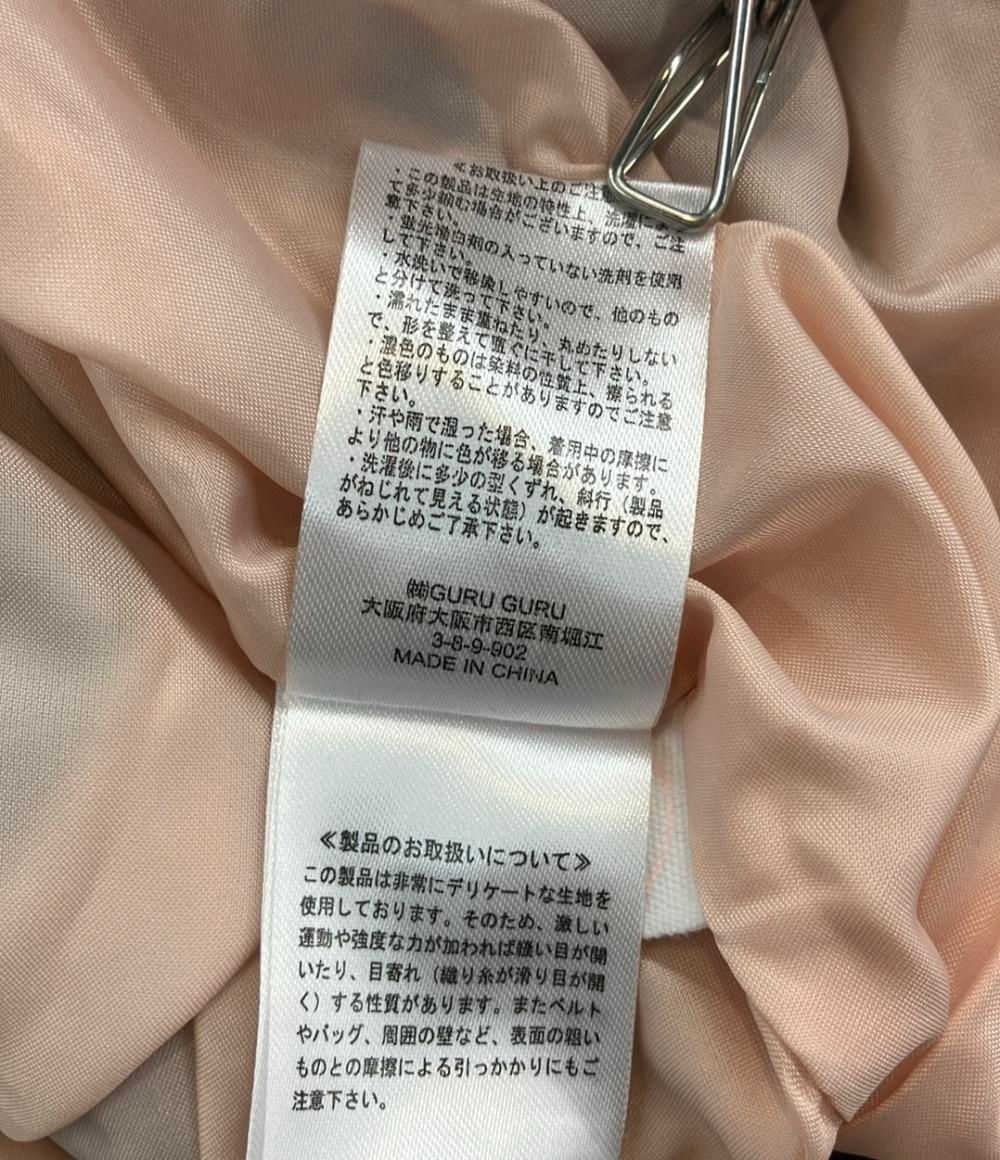 ≪お取扱い上のご注
・この製品は生地の特性上、洗濯によっ
て多少縮む場合がございますので、ご注
意下さい。
・蛍光増白剤の入っていない洗剤を使用
して下さい。
・水洗いで移染しやすいので、他のもの
と分けて洗って下さい。
・濡れたまま重ねたり、丸めたりしない
で、形を整えて直ぐに干して下さい。
・濃色のものは染料の性質上、擦られる
と色移りすることがありますのでご注意
下さい。
・汗や雨で湿った場合、着用中の摩擦に
より他の物に色が移る場合があります。
・洗濯後に多少の型くずれ、斜行（製品
がねじれて見える状態）が起きますので、
あらかじめご了承下さい。
㈱GURU GURU
大阪府大阪市西区南堀江
3-8-9-902
MADE IN CHINA
≪製品のお取扱いについて≫
この製品は非常にデリケートな生地を
使用しております。そのため、激しい
運動や強度な力が加われば縫い目が開
いたり、目寄れ（織り糸が滑り目が開
く）する性質があります。またベルト
やバッグ、周囲の壁など、表面の粗い
ものとの摩擦による引っかかりにもご
注意下さい。